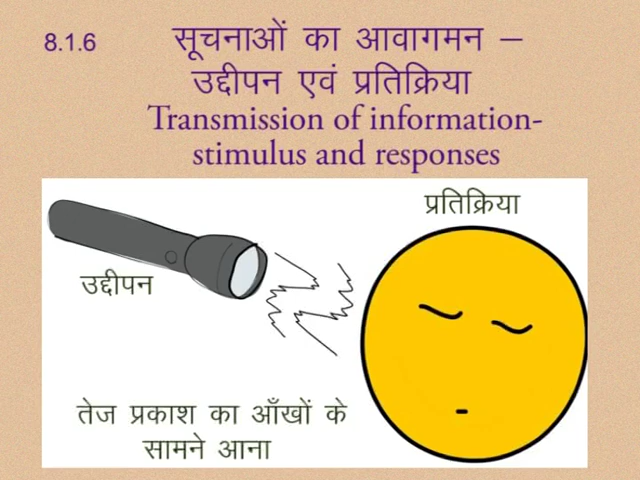 8.1.6 सूचनाओं का आवागमन –
उद्दीपन एवं प्रतिक्रिया
Transmission of information-
stimulus and responses
प्रतिक्रिया
उद्दीपन
तेज प्रकाश का आँखों के
सामने आना